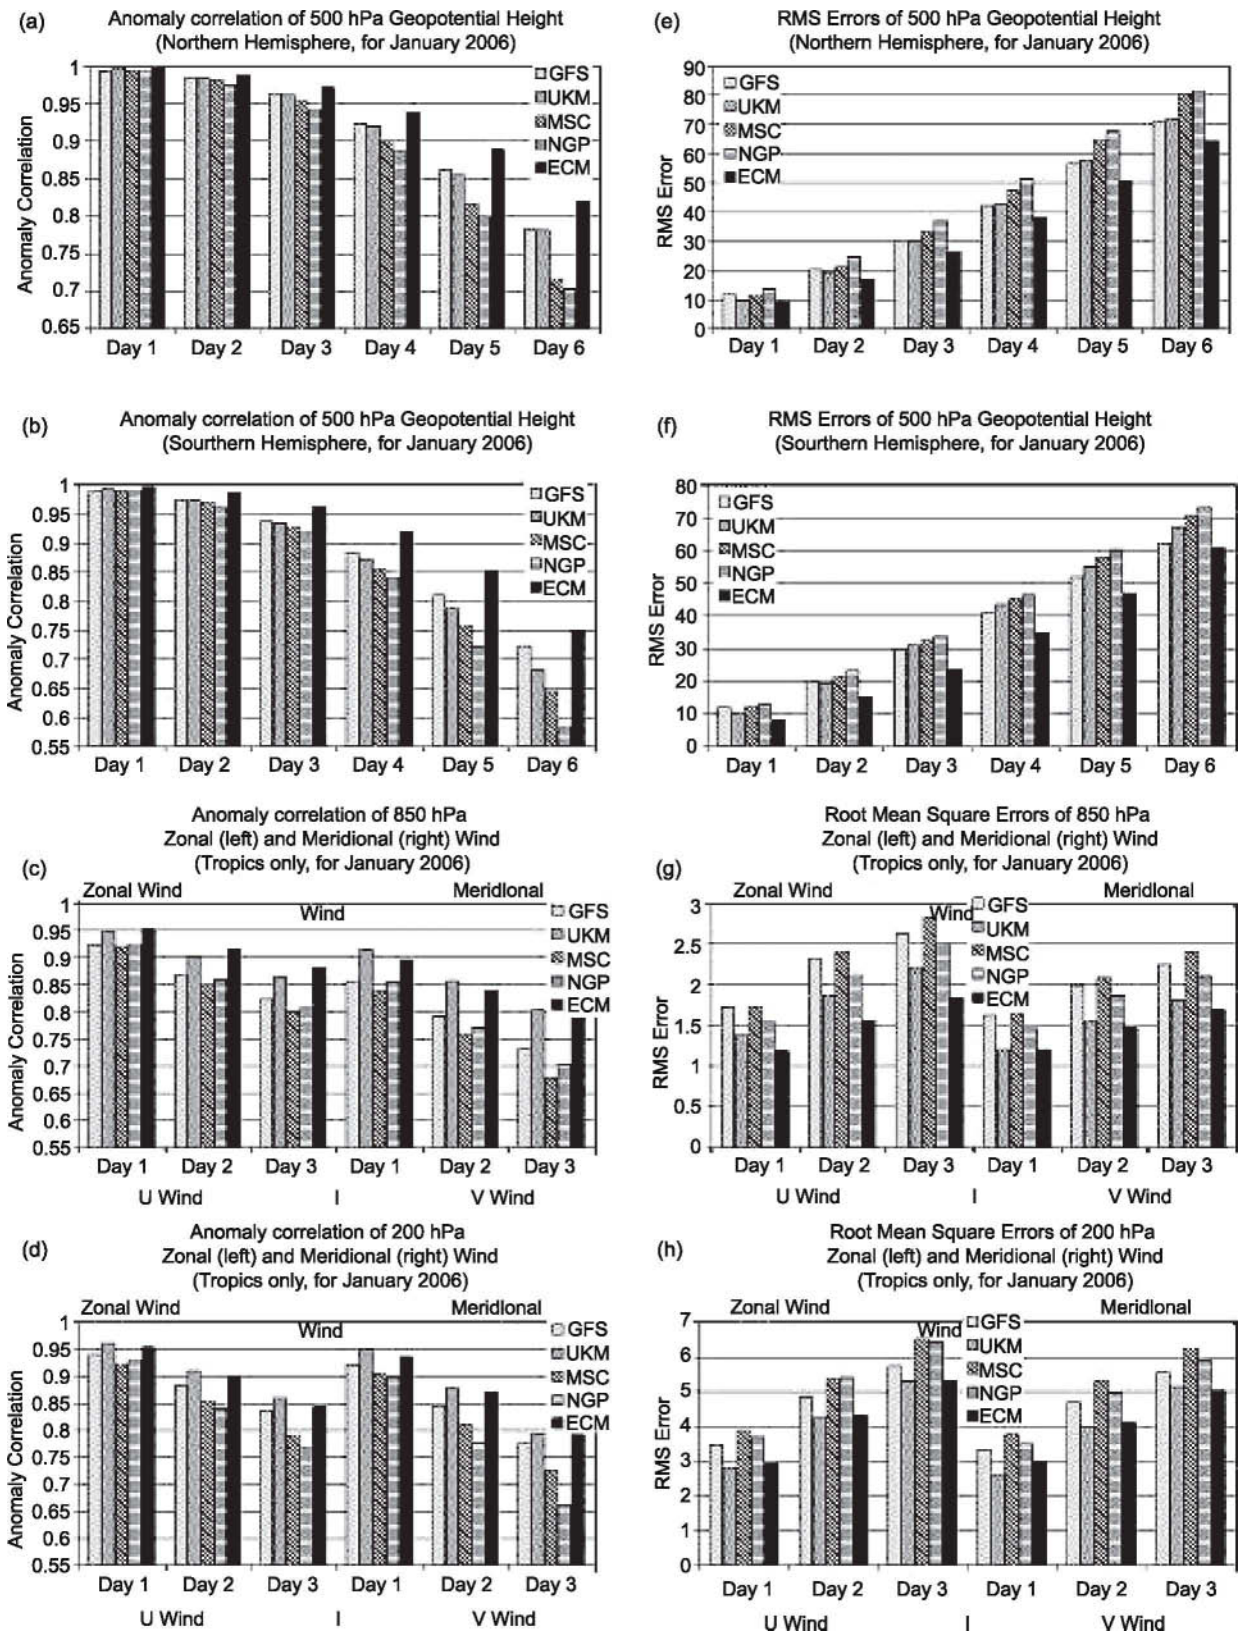 (a)
Anomaly correlation of 500 hPa Geopotential Height
(Northern Hemisphere, for January 2006)
Anomaly Correlation
1
0.95
0.9
0.85
0.8
0.75
0.7
0.65
GFS
UKM
MSC
NGP
ECM
Day 1 Day 2 Day 3 Day 4 Day 5 Day 6
(e)
RMS Errors of 500 hPa Geopotential Height
(Northern Hemisphere, for January 2006)
RMS Error
90
80
70
60
50
40
30
20
10
0
GFS
UKM
MSC
NGP
ECM
Day 1 Day 2 Day 3 Day 4 Day 5 Day 6
(b)
Anomaly correlation of 500 hPa Geopotential Height
(Sourthern Hemisphere, for January 2006)
Anomaly Correlation
1
0.95
0.9
0.85
0.8
0.75
0.7
0.65
0.6
0.55
GFS
UKM
MSC
NGP
ECM
Day 1 Day 2 Day 3 Day 4 Day 5 Day 6
(f)
RMS Errors of 500 hPa Geopotential Height
(Sourthern Hemisphere, for January 2006)
RMS Error
80
70
60
50
40
30
20
10
0
GFS
UKM
MSC
NGP
ECM
Day 1 Day 2 Day 3 Day 4 Day 5 Day 6
(c)
Anomaly correlation of 850 hPa
Zonal (left) and Meridional (right) Wind
(Tropics only, for January 2006)
Zonal Wind Meridlonal
Wind
Anomaly Correlation
1
0.95
0.9
0.85
0.8
0.75
0.7
0.65
0.6
0.55
GFS
UKM
MSC
NGP
ECM
Day 1 Day 2 Day 3 Day 1 Day 2 Day 3
U Wind I V Wind
(g)
Root Mean Square Errors of 850 hPa
Zonal (left) and Meridional (right) Wind
(Tropics only, for January 2006)
Zonal Wind Meridlonal
Wind
RMS Error
3
2.5
2
1.5
1
0.5
0
GFS
UKM
MSC
NGP
ECM
Day 1 Day 2 Day 3 Day 1 Day 2 Day 3
U Wind I V Wind
(d)
Anomaly correlation of 200 hPa
Zonal (left) and Meridional (right) Wind
(Tropics only, for January 2006)
Zonal Wind Meridlonal
Wind
Anomaly Correlation
1
0.95
0.9
0.85
0.8
0.75
0.7
0.65
0.6
0.55
GFS
UKM
MSC
NGP
ECM
Day 1 Day 2 Day 3 Day 1 Day 2 Day 3
U Wind I V Wind
(h)
Root Mean Square Errors of 200 hPa
Zonal (left) and Meridional (right) Wind
(Tropics only, for January 2006)
Zonal Wind Meridlonal
Wind
RMS Error
7
6
5
4
3
2
1
0
GFS
UKM
MSC
NGP
ECM
Day 1 Day 2 Day 3 Day 1 Day 2 Day 3
U Wind I V Wind